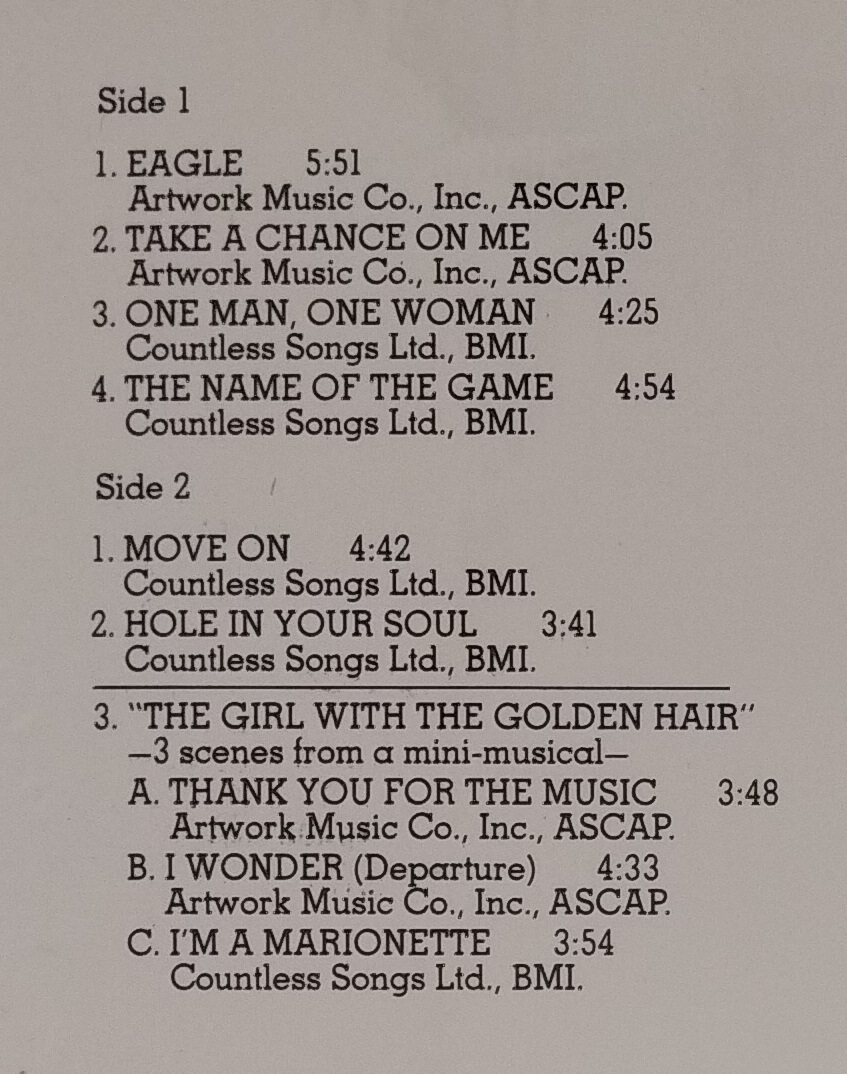 Side 1
1. EAGLE 5:51
Artwork Music Co., Inc., ASCAP.
2. TAKE A CHANCE ON ME 4:05
Artwork Music Co., Inc., ASCAP.
3. ONE MAN, ONE WOMAN 4:25
Countless Songs Ltd., BMI.
4. THE NAME OF THE GAME 4:54
Countless Songs Ltd., BMI.
Side 2
1. MOVE ON 4:42
Countless Songs Ltd., BMI.
2. HOLE IN YOUR SOUL 3:41
Countless Songs Ltd., BMI.
3. "THE GIRL WITH THE GOLDEN HAIR"
—3 scenes from a mini-musical—
A. THANK YOU FOR THE MUSIC 3:48
Artwork Music Co., Inc., ASCAP.
B. I WONDER (Departure) 4:33
Artwork Music Co., Inc., ASCAP.
C. I'M A MARIONETTE 3:54
Countless Songs Ltd., BMI.